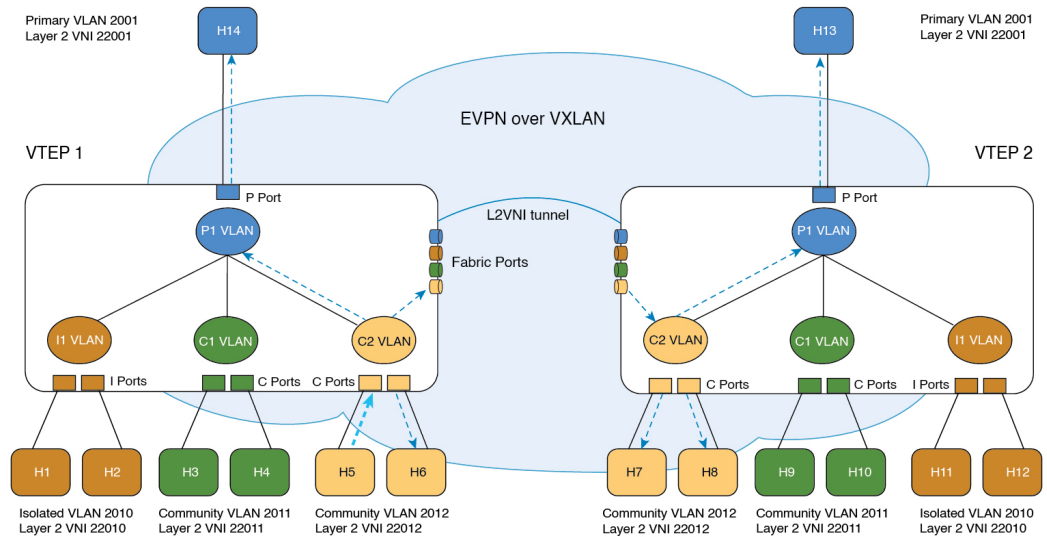 Primary VLAN 2001
Layer 2 VNI 22001
H14
H13
Primary VLAN 2001
Layer 2 VNI 22001
EVPN over VXLAN
VTEP 1
VTEP 2
P Port
P Port
P1 VLAN
L2VNI tunnel
P1 VLAN
Fabric Ports
I1 VLAN
C1 VLAN
C2 VLAN
C2 VLAN
C1 VLAN
I1 VLAN
I Ports
C Ports
C Ports
C Ports
C Ports
I Ports
H1
H2
H3
H4
H5
H6
H7
H8
H9
H10
H11
H12
Isolated VLAN 2010
Layer 2 VNI 22010
Community VLAN 2011
Layer 2 VNI 22011
Community VLAN 2012
Layer 2 VNI 22012
Community VLAN 2012
Layer 2 VNI 22012
Community VLAN 2011
Layer 2 VNI 22011
Isolated VLAN 2010
Layer 2 VNI 22010